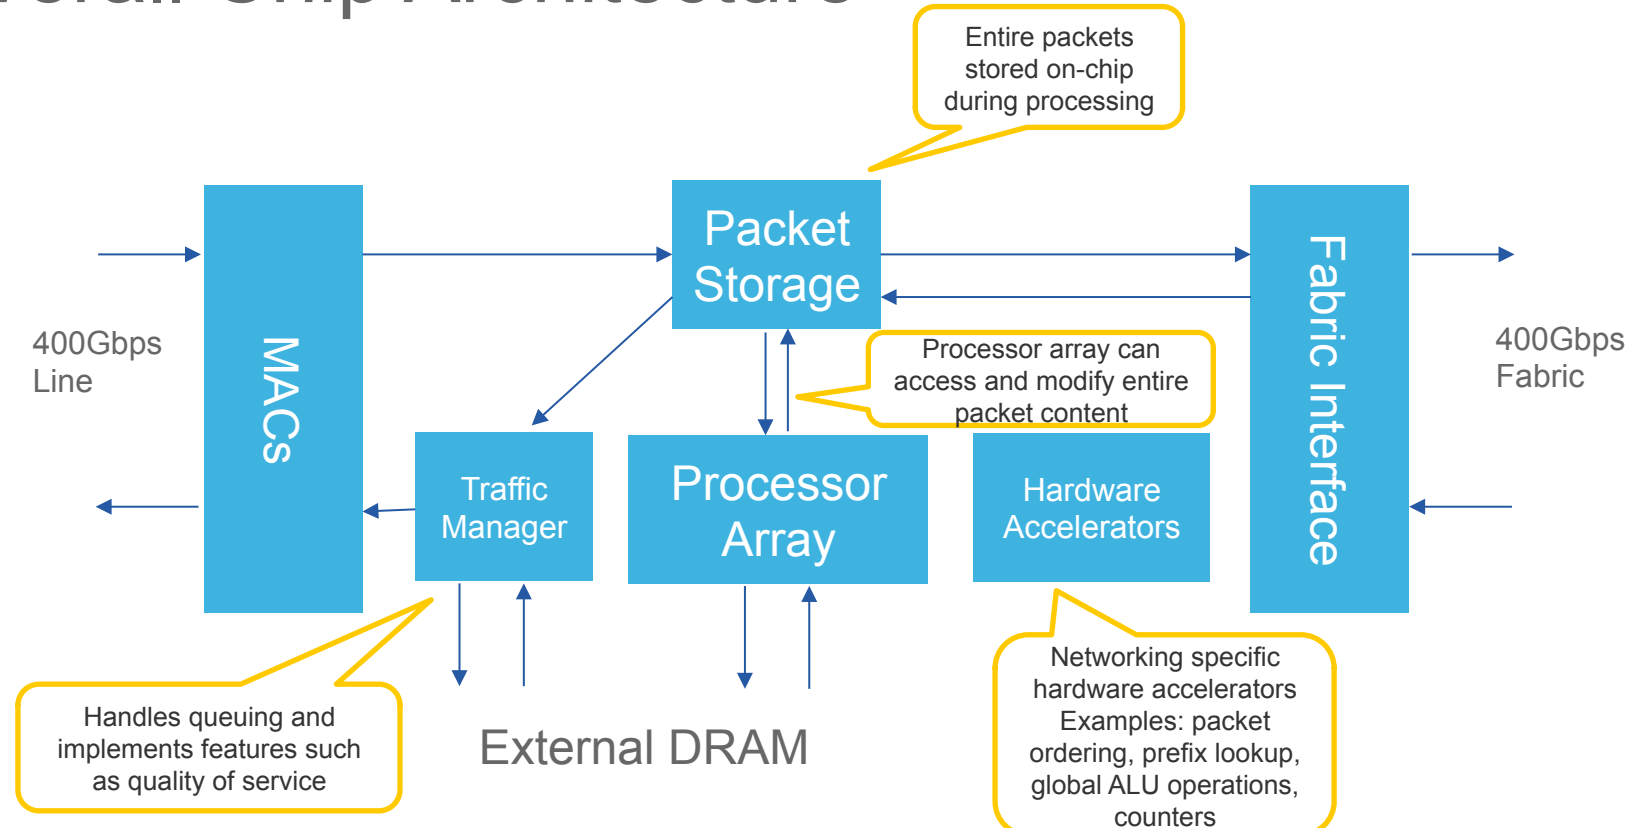 Chip Architecture
Entire packets
stored on-chip
during processing
Packet
Storage
400Gbps
Line
MACs
Processor array can
access and modify entire
packet content
Fabric Interface
400Gbps
Fabric
Traffic
Manager
Processor
Array
Hardware
Accelerators
Handles queuing and
implements features such
as quality of service
External DRAM
Networking specific
hardware accelerators
Examples: packet
ordering, prefix lookup,
global ALU operations,
counters